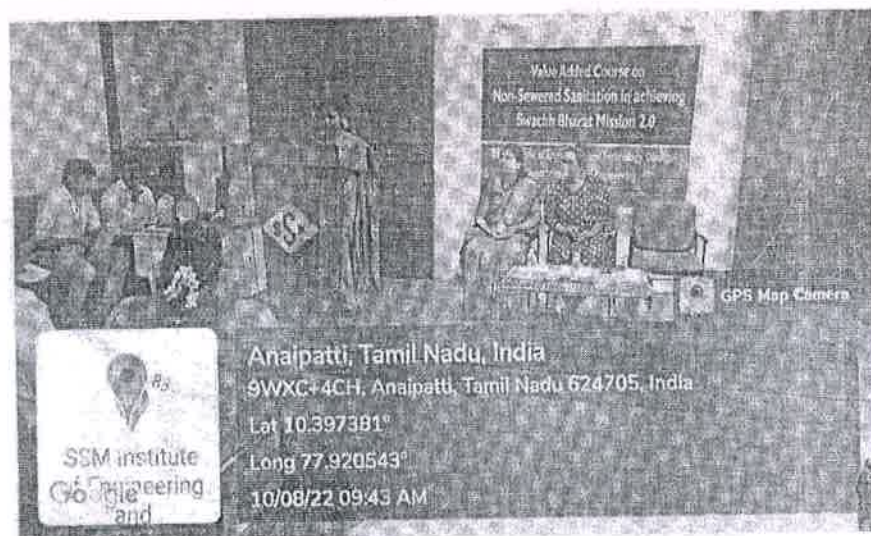 Value Added Course on
Non-Sewered Sanitation in achieving
Swachh Bharat Mission 2.0
GPS Map Camera
Anaipatti, Tamil Nadu, India
9WXC+4CH, Anaipatti, Tamil Nadu 624705, India
Lat 10.397381°
Long 77.920543°
10/08/22 09:43 AM
SSM Institute
Engineering
and
Google